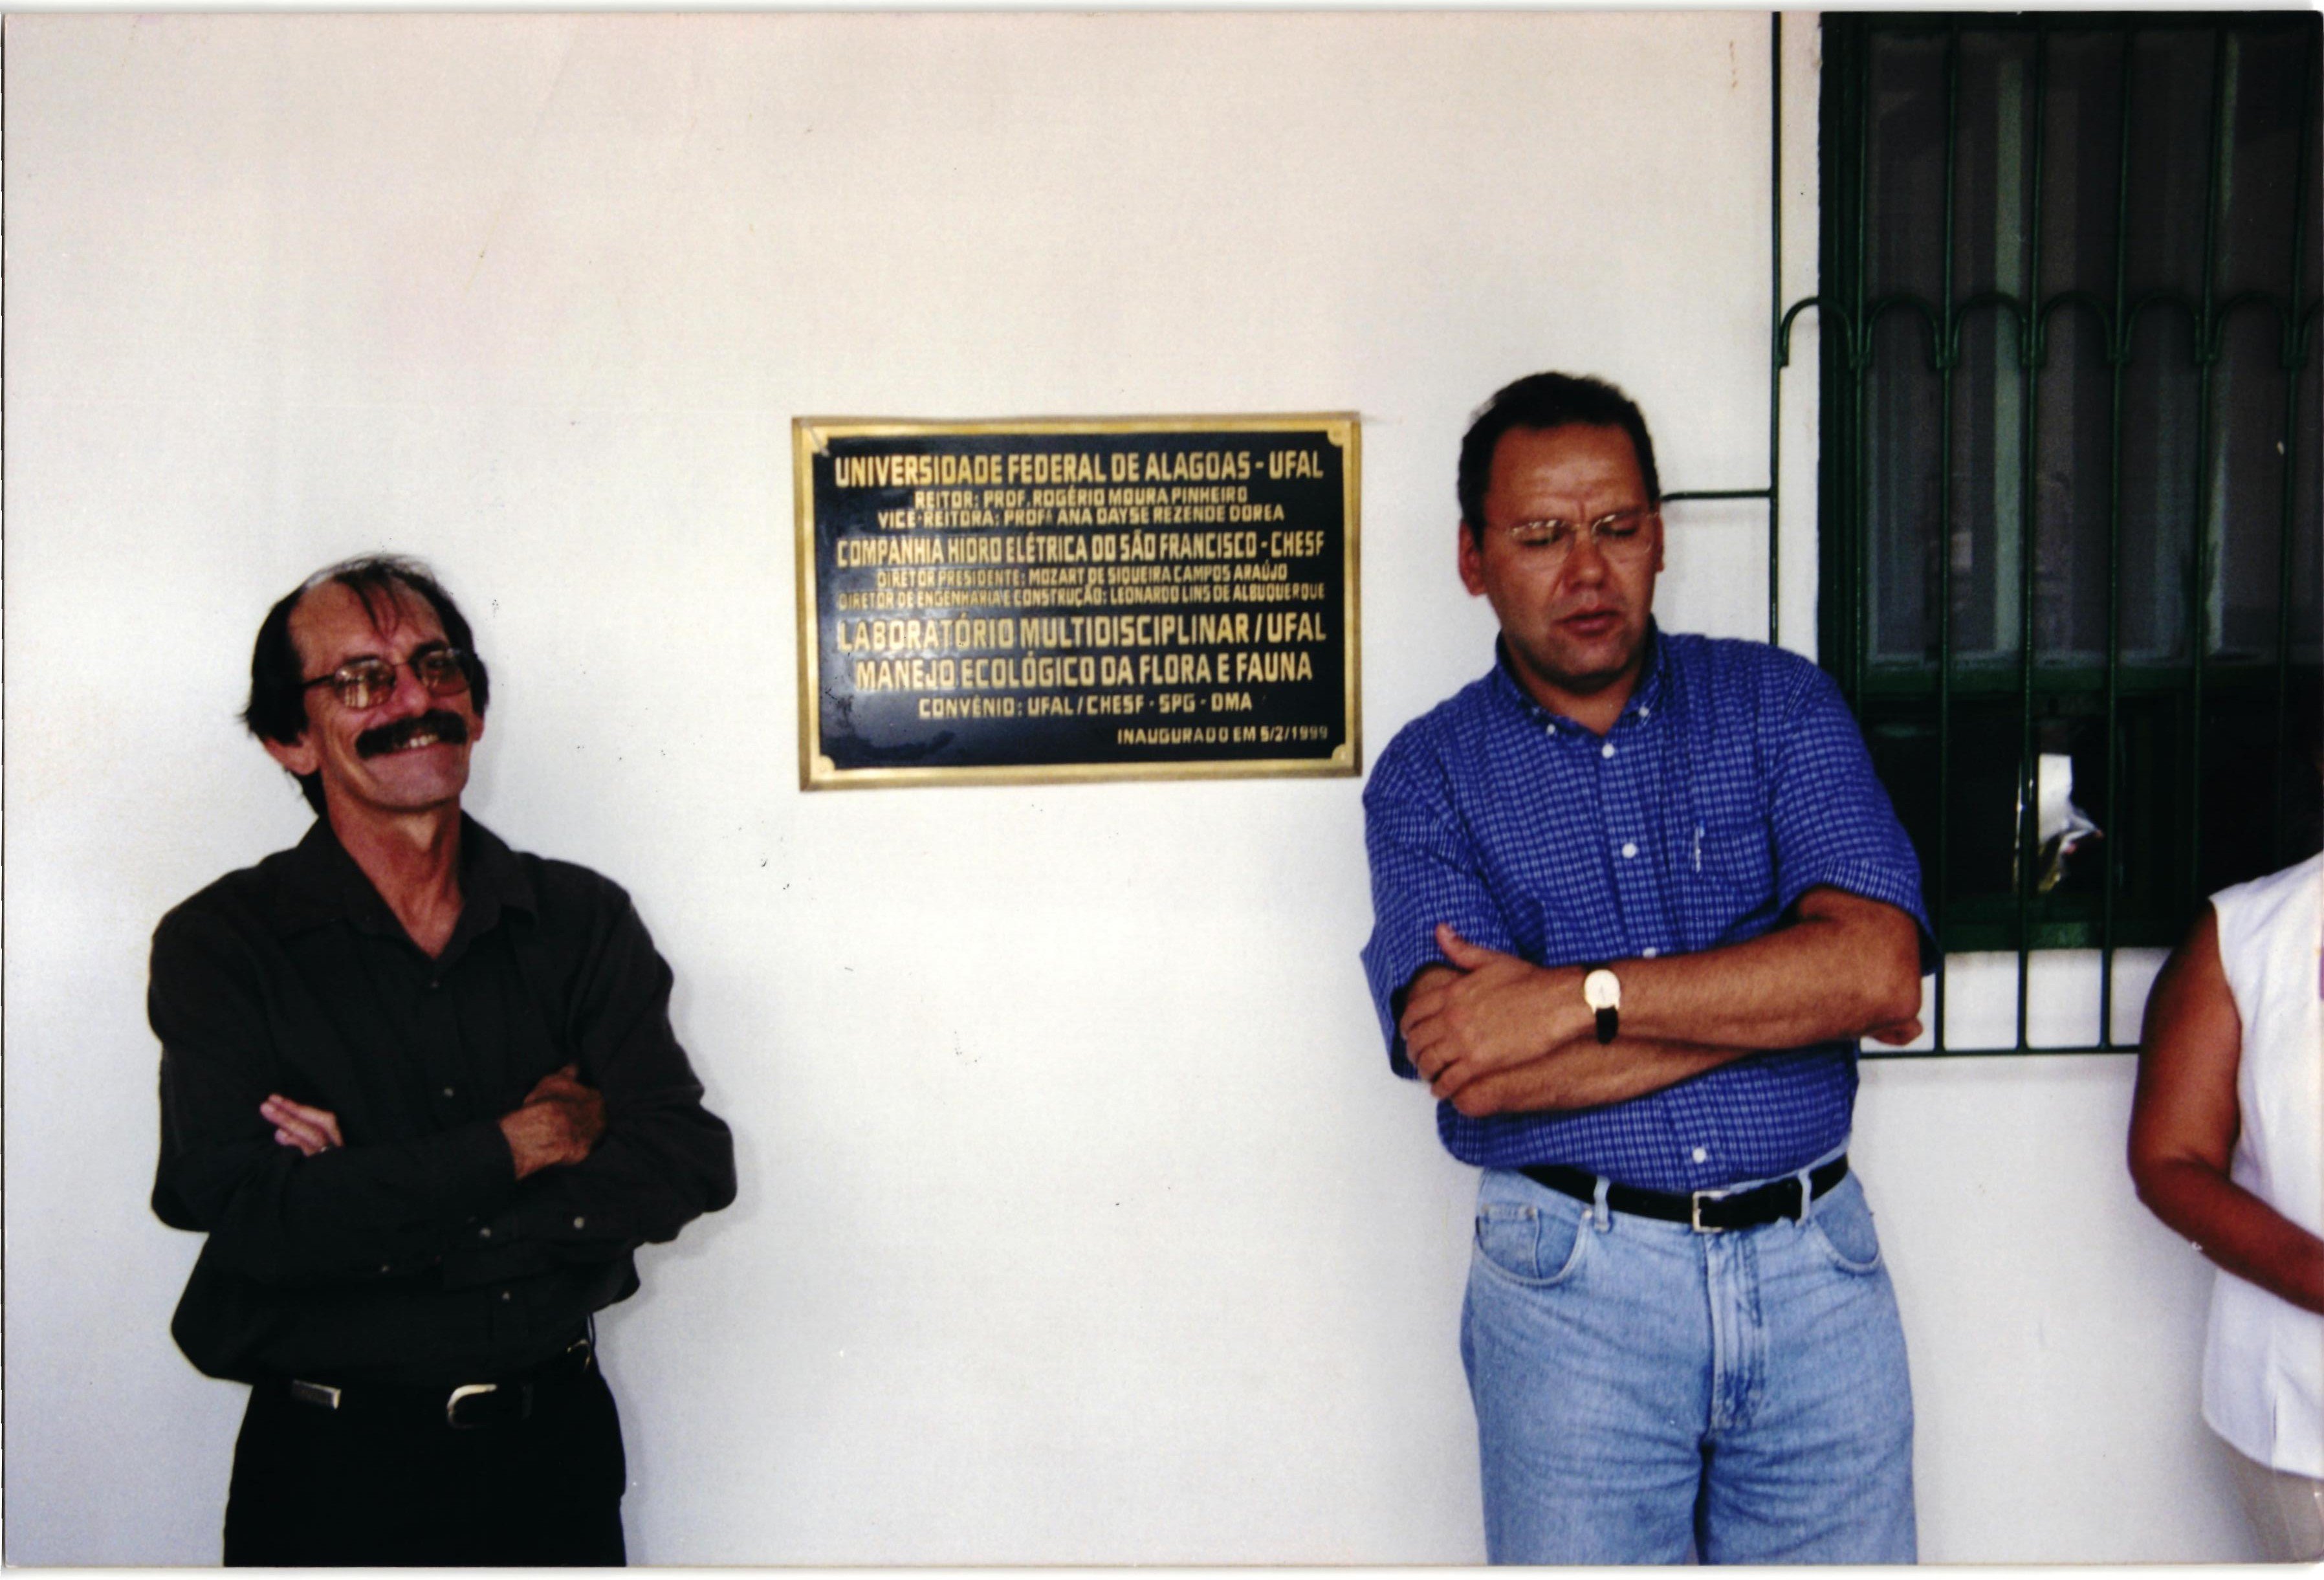 UNIVERSIDADE FEDERAL DE ALAGOAS - UFAL
REITOR: PROF. ROGÉRIO MOURA PINHEIRO
VICE-REITORA: PROFª ANA DAYSE REZENDE DOREA
COMPANHIA HIDRO ELÉTRICA DO SÃO FRANCISCO - CHESF
DIRETOR PRESIDENTE: MOZART DE SIQUEIRA CAMPOS ARAÚJO
DIRETOR DE ENGENHARIA E CONSTRUÇÃO: LEONARDO LINS DE ALBUQUERQUE
LABORATÓRIO MULTIDISCIPLINAR / UFAL
MANEJO ECOLÓGICO DA FLORA E FAUNA
CONVÊNIO: UFAL / CHESF - SPG - DMA
INAUGURADO EM 5/2/1999